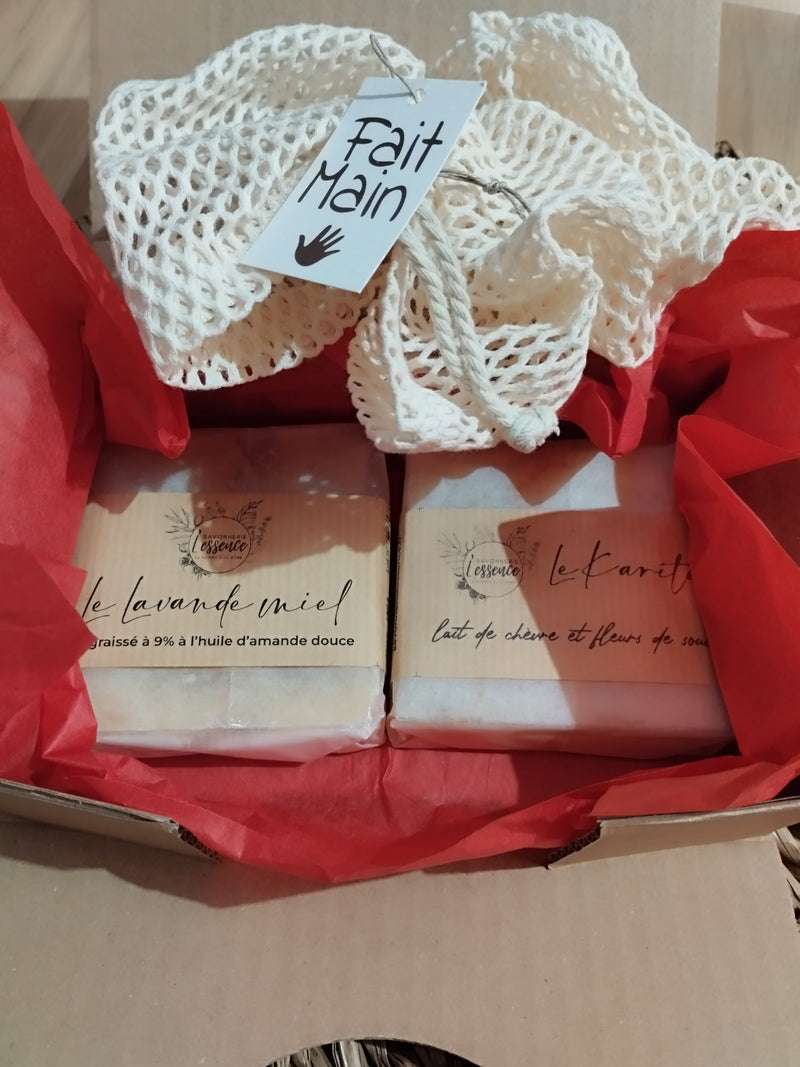 Fait
Main
SAVONNERIE
L'essence
Le Lavande miel
graissé à 9% à l'huile d'amande douce
SAVONNERIE
L'essence
Le Karité
lait de chèvre et fleurs de